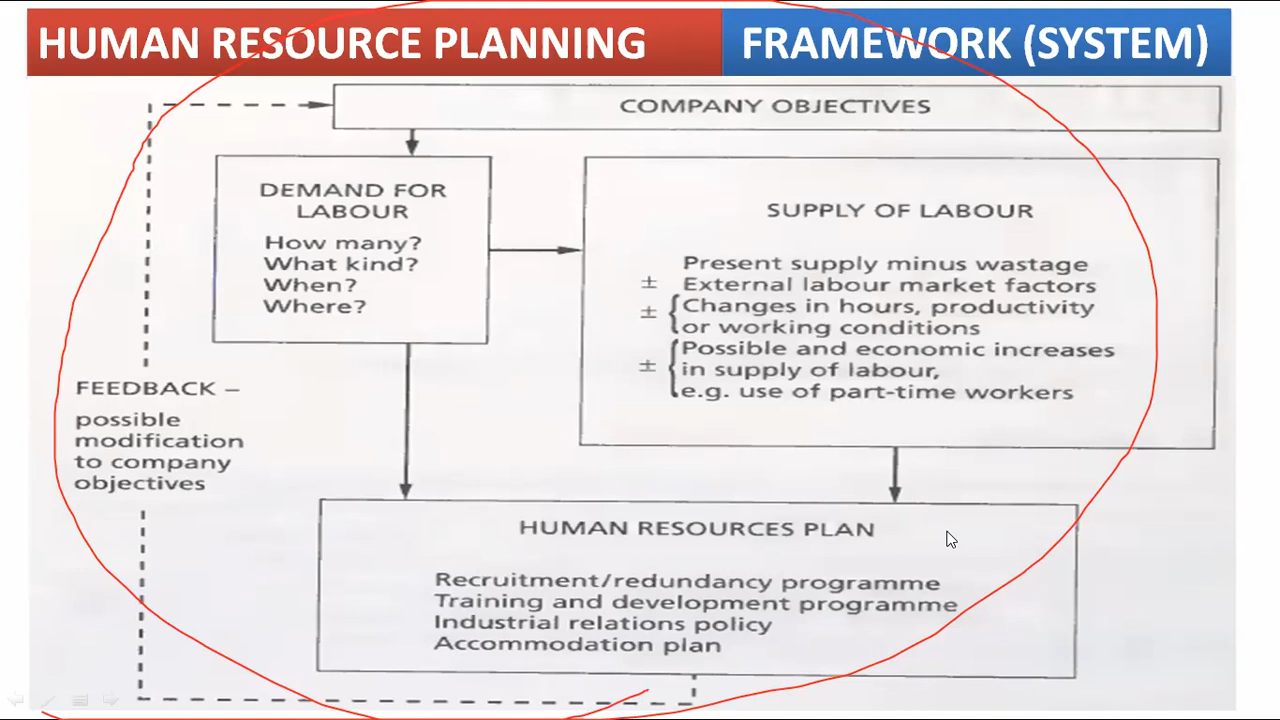 HUMAN RESOURCE PLANNING
FRAMEWORK (SYSTEM)
COMPANY OBJECTIVES
DEMAND FOR
LABOUR
How many?
What kind?
When?
Where?
SUPPLY OF LABOUR
Present supply minus wastage
± External labour market factors
± {Changes in hours, productivity
or working conditions
± {Possible and economic increases
in supply of labour,
e.g. use of part-time workers
FEEDBACK –
possible
modification
to company
objectives
HUMAN RESOURCES PLAN
Recruitment/redundancy programme
Training and development programme
Industrial relations policy
Accommodation plan